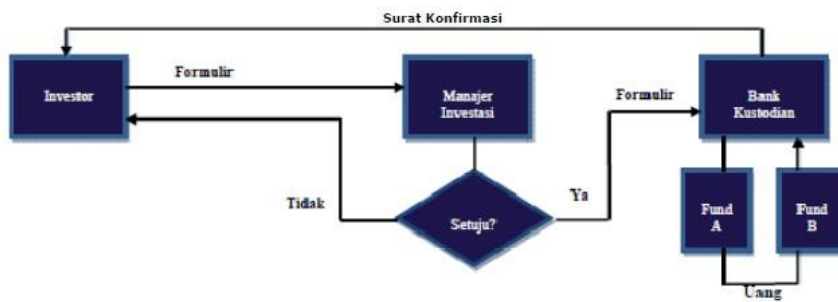 Surat Konfirmasi
Formulir
Investor
Manajer
Investasi
Formulir
Bank
Kustodian
Tidak
Setuju?
Ya
Fund
A
Fund
B
Uang